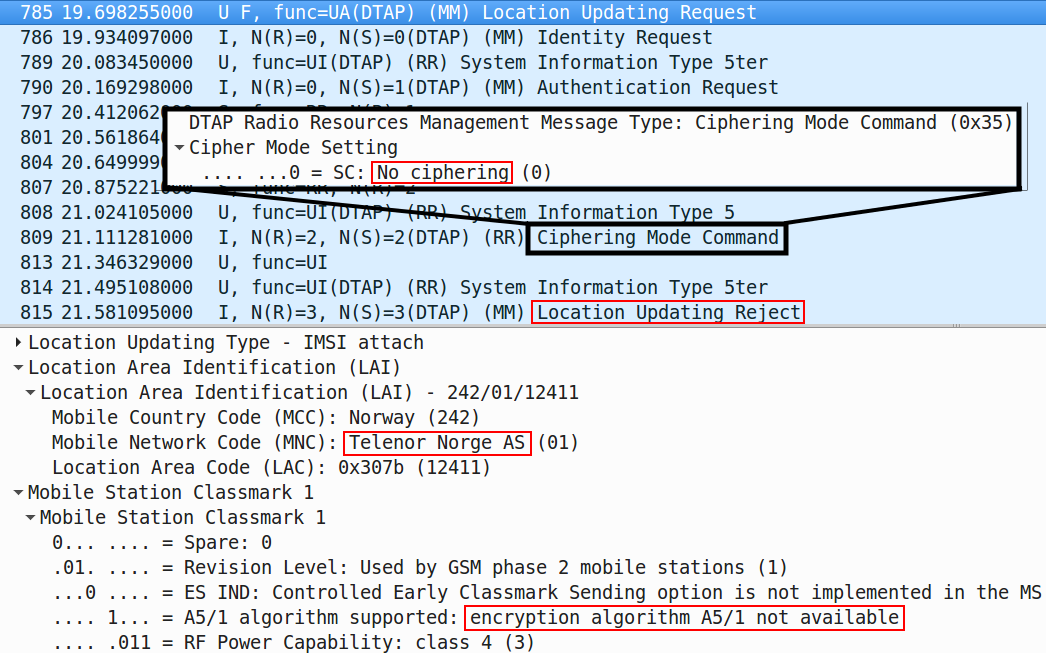 785 19.698255000 U F, func=UA(DTAP) (MM) Location Updating Request
786 19.934097000 I, N(R)=0, N(S)=0(DTAP) (MM) Identity Request
787 20.083450000 U, func=UI(DTAP) (RR) System Information Type 5ter
790 20.169298000 I, N(R)=0, N(S)=1(DTAP) (MM) Authentication Request
797 20.412062
DTAP Radio Resources Management Message Type: Ciphering Mode Command (0x35)
801 20.561864
Cipher Mode Setting
804 20.649999
.... ...0 = SC: No ciphering (0)
807 20.875221
808 21.024105000 U, func=UI(DTAP) (RR) System Information Type 5
809 21.111281000 I, N(R)=2, N(S)=2(DTAP) (RR) Ciphering Mode Command
813 21.346329000 U, func=UI
814 21.495108000 U, func=UI(DTAP) (RR) System Information Type 5ter
815 21.581095000 I, N(R)=3, N(S)=3(DTAP) (MM) Location Updating Reject
Location Updating Type - IMSI attach
Location Area Identification (LAI)
Location Area Identification (LAI) - 242/01/12411
Mobile Country Code (MCC): Norway (242)
Mobile Network Code (MNC): Telenor Norge AS (01)
Location Area Code (LAC): 0x307b (12411)
Mobile Station Classmark 1
Mobile Station Classmark 1
0... .... = Spare: 0
.01. .... = Revision Level: Used by GSM phase 2 mobile stations (1)
...0 .... = ES IND: Controlled Early Classmark Sending option is not implemented in the MS
.... 1... = A5/1 algorithm supported: encryption algorithm A5/1 not available
.... .011 = RF Power Capability: class 4 (3)